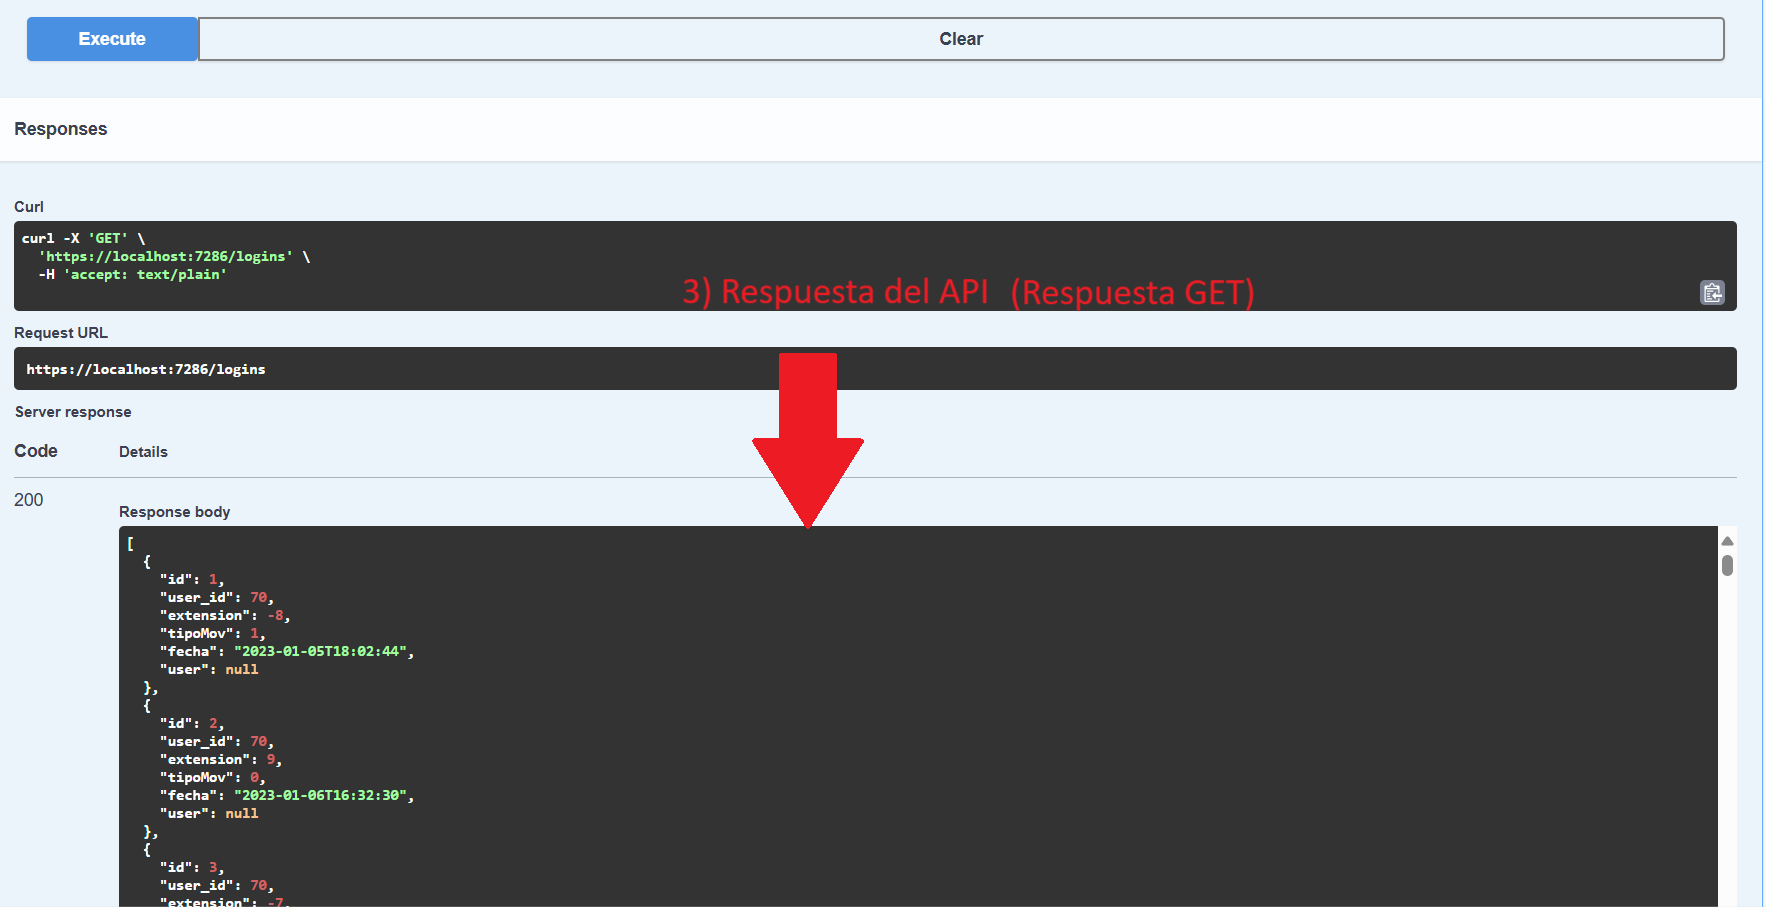 Execute
Clear
Responses
Curl
curl -X 'GET' \
'https://localhost:7286/logins' \
-H 'accept: text/plain'
3) Respuesta del API (Respuesta GET)
Request URL
https://localhost:7286/logins
Server response
Code Details
200
Response body
[
{
"id": 1,
"user_id": 70,
"extension": -8,
"tipoMov": 1,
"fecha": "2023-01-05T18:02:44",
"user": null
},
{
"id": 2,
"user_id": 70,
"extension": 9,
"tipoMov": 0,
"fecha": "2023-01-06T16:32:30",
"user": null
},
{
"id": 3,
"user_id": 70,
"extension": -7,